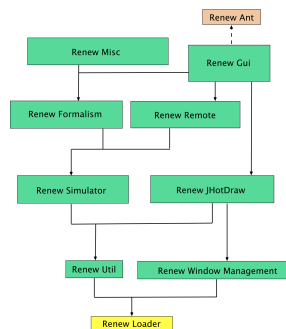 Renew Ant
Renew Misc
Renew Gui
Renew Formalism
Renew Remote
Renew Simulator
Renew JHotDraw
Renew Util
Renew Window Management
Renew Loader